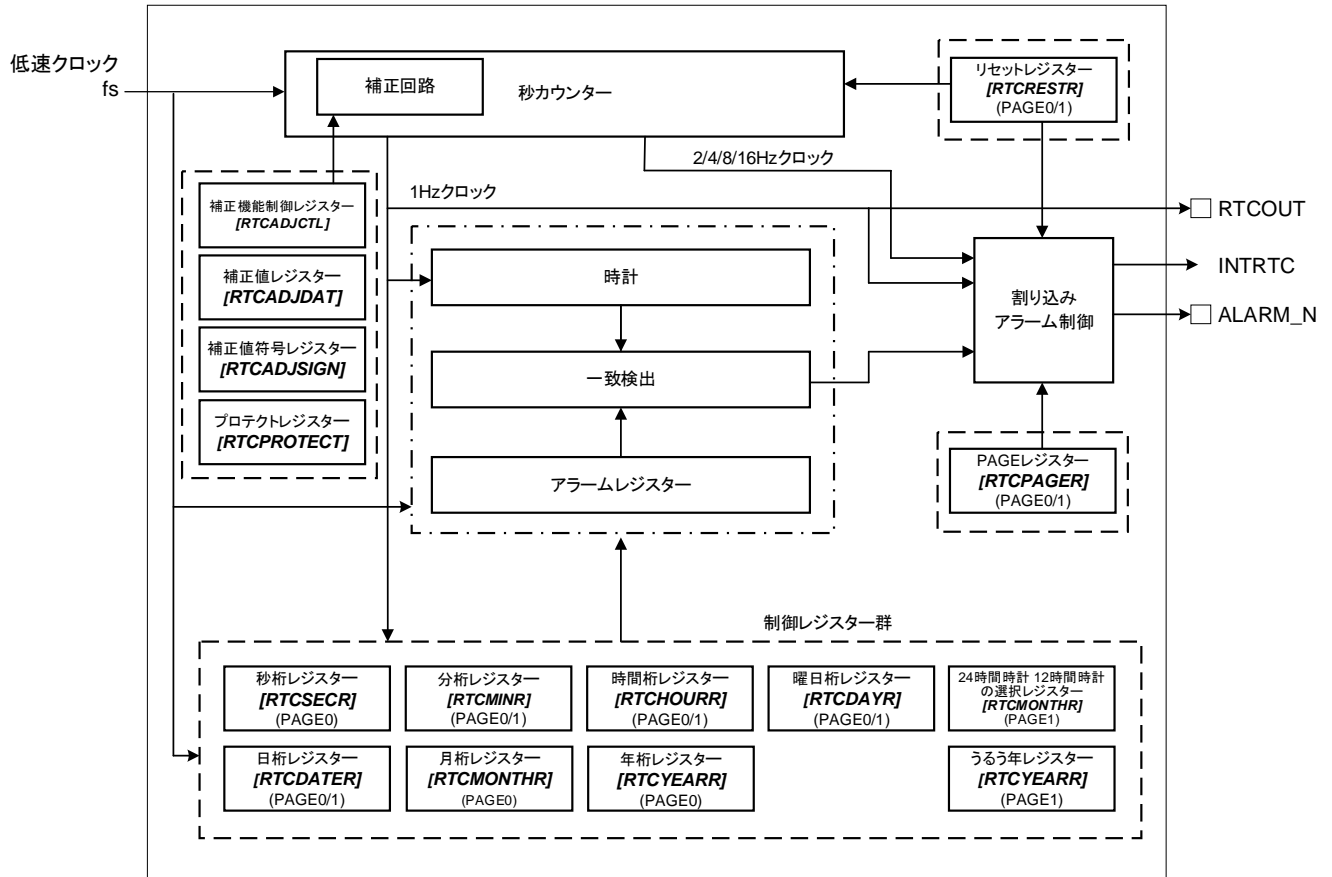 低速クロック
fs
補正回路
秒カウンター
リセットレジスター
[RTCRESTR]
(PAGE0/1)
2/4/8/16Hzクロック
1Hzクロック
補正機能制御レジスター
[RTCADJCTL]
補正値レジスター
[RTCADJDAT]
補正値符号レジスター
[RTCADJSIGN]
プロテクトレジスター
[RTCPROTECT]
時計
一致検出
アラームレジスター
割り込み
アラーム制御
RTCOUT
INTRTC
ALARM_N
PAGEレジスター
[RTCPAGER]
(PAGE0/1)
制御レジスター群
秒桁レジスター
[RTCSECR]
(PAGE0)
分桁レジスター
[RTCMINR]
(PAGE0/1)
時間桁レジスター
[RTCHOURR]
(PAGE0/1)
曜日桁レジスター
[RTCDAYR]
(PAGE0/1)
24時間時計 12時間時計
の選択レジスター
[RTCMONTHR]
(PAGE1)
日桁レジスター
[RTCDATER]
(PAGE0/1)
月桁レジスター
[RTCMONTHR]
(PAGE0)
年桁レジスター
[RTCYEARR]
(PAGE0)
うるう年レジスター
[RTCYEARR]
(PAGE1)